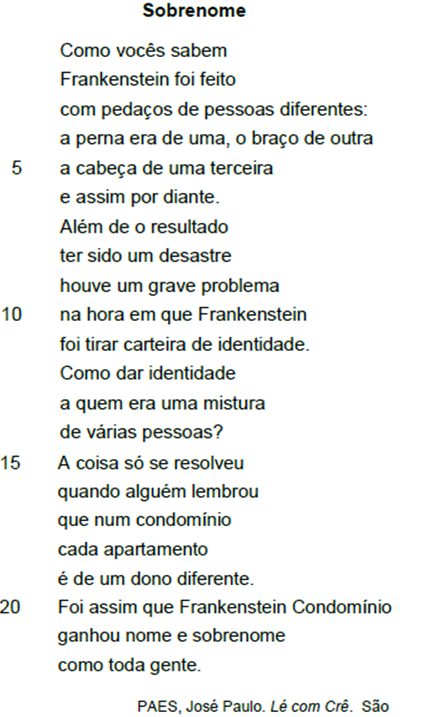 Sobrenome
Como vocês sabem
Frankenstein foi feito
com pedaços de pessoas diferentes:
a perna era de uma, o braço de outra
5 a cabeça de uma terceira
e assim por diante.
Além de o resultado
ter sido um desastre
houve um grave problema
10 na hora em que Frankenstein
foi tirar carteira de identidade.
Como dar identidade
a quem era uma mistura
de várias pessoas?
15 A coisa só se resolveu
quando alguém lembrou
que num condomínio
cada apartamento
é de um dono diferente.
20 Foi assim que Frankenstein Condomínio
ganhou nome e sobrenome
como toda gente.
PAES, José Paulo. Lé com Crê. São